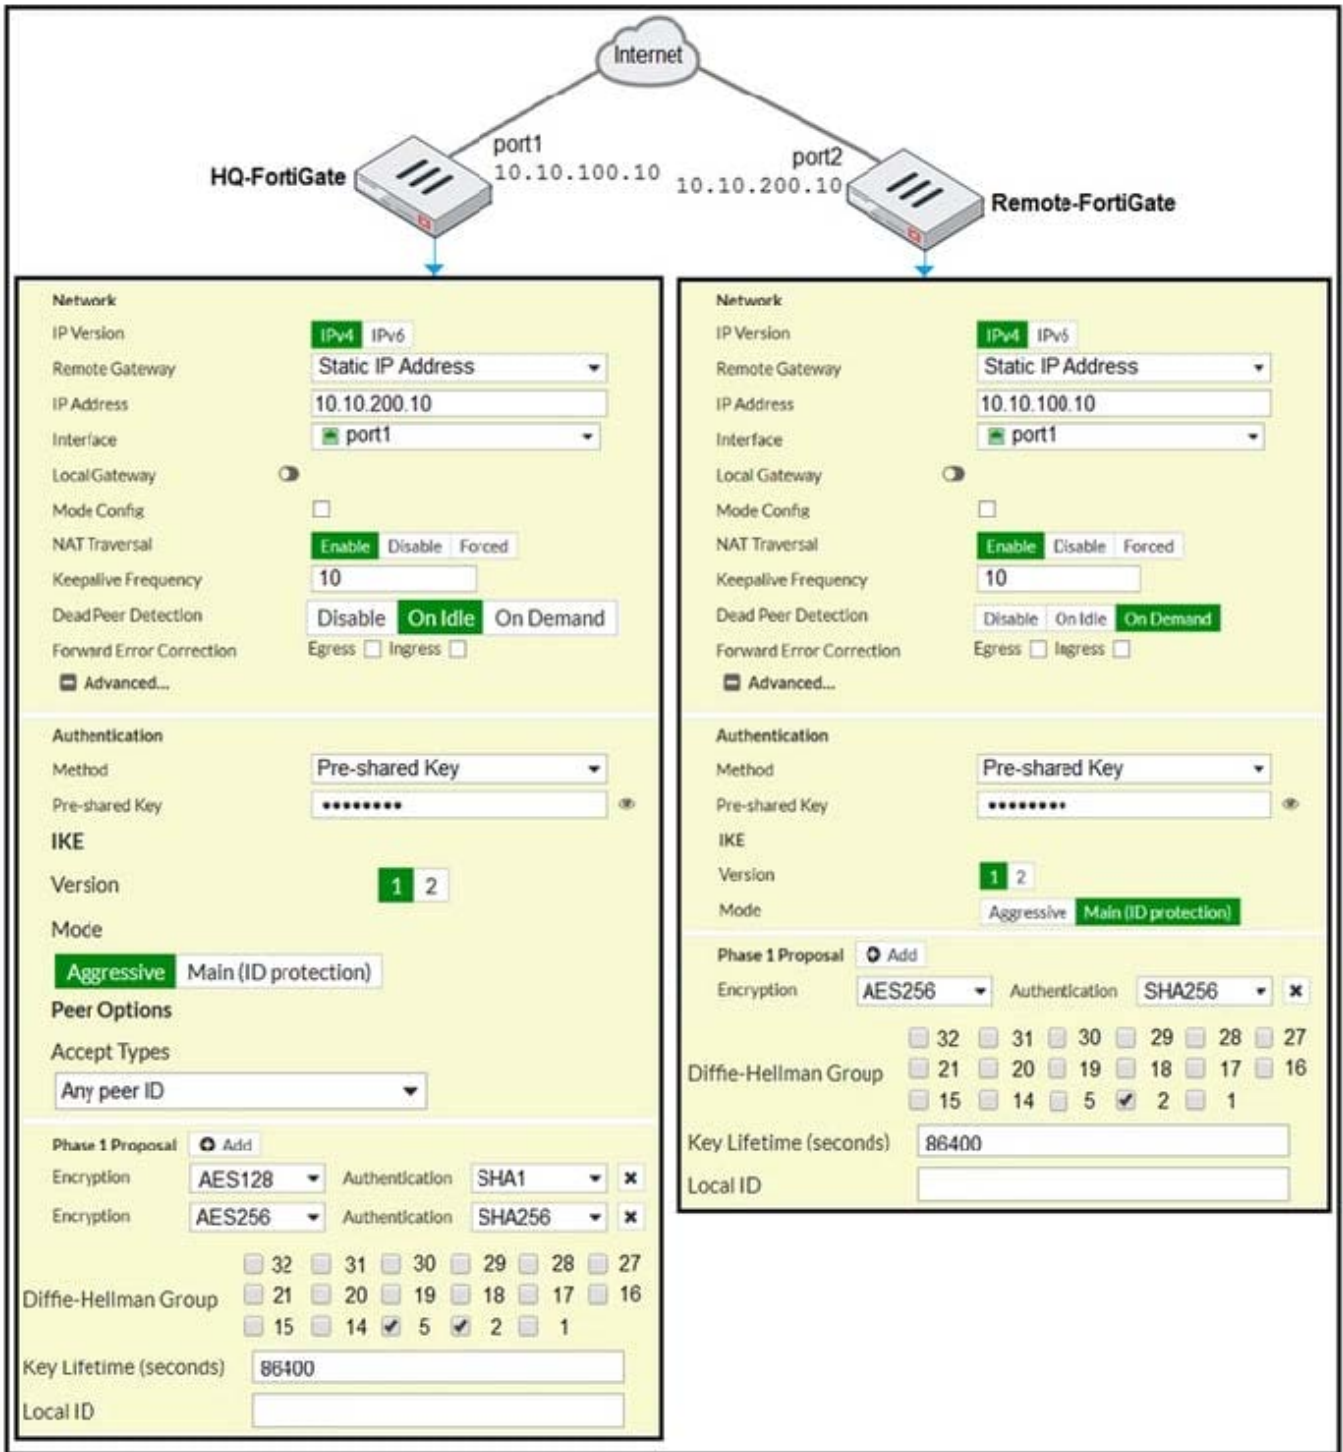 Internet
port1
10.10.100.10
HQ-FortiGate
port2
10.10.200.10
Remote-FortiGate
Network
IP Version IPv4 IPv6
Remote Gateway Static IP Address
IP Address 10.10.200.10
Interface port1
Local Gateway
Mode Config
NAT Traversal Enable Disable Forced
Keepalive Frequency 10
Dead Peer Detection Disable On Idle On Demand
Forward Error Correction Egress Ingress
Advanced...
Authentication
Method Pre-shared Key
Pre-shared Key ••••••••
IKE
Version 1 2
Mode
Aggressive Main (ID protection)
Peer Options
Accept Types
Any peer ID
Phase 1 Proposal Add
Encryption AES128 Authentication SHA1
Encryption AES256 Authentication SHA256
32 31 30 29 28 27
Diffie-Hellman Group 21 20 19 18 17 16
15 14 5 2 1
Key Lifetime (seconds) 86400
Local ID
Network
IP Version IPv4 IPv6
Remote Gateway Static IP Address
IP Address 10.10.100.10
Interface port1
Local Gateway
Mode Config
NAT Traversal Enable Disable Forced
Keepalive Frequency 10
Dead Peer Detection Disable On Idle On Demand
Forward Error Correction Egress Ingress
Advanced...
Authentication
Method Pre-shared Key
Pre-shared Key ••••••••
IKE
Version 1 2
Mode Aggressive Main (ID protection)
Phase 1 Proposal Add
Encryption AES256 Authentication SHA256
32 31 30 29 28 27
Diffie-Hellman Group 21 20 19 18 17 16
15 14 5 2 1
Key Lifetime (seconds) 86400
Local ID